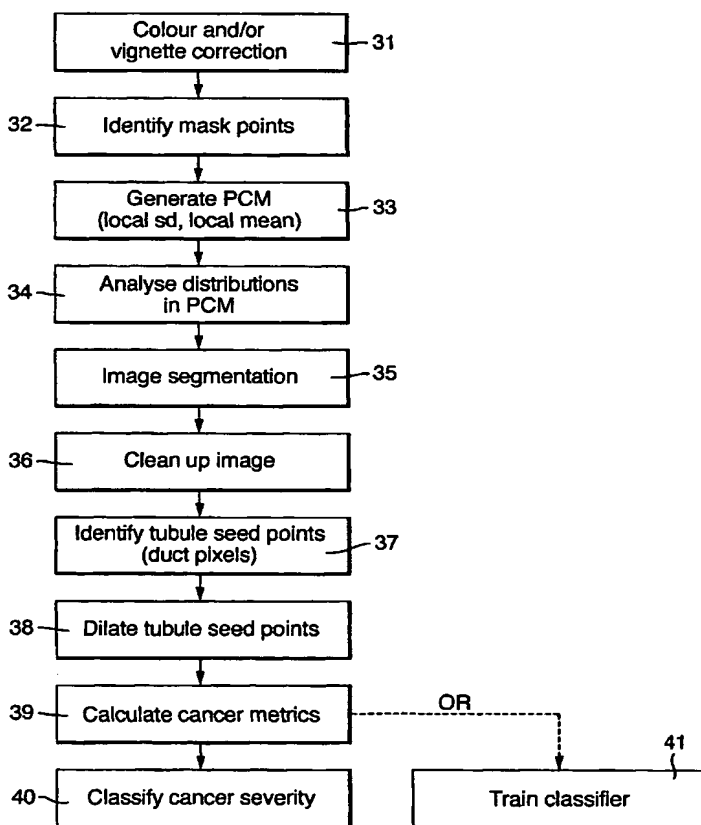 Colour and/or
vignette correction
31
32
Identify mask points
Generate PCM
(local sd, local mean)
33
34
Analyse distributions
in PCM
Image segmentation
35
36
Clean up image
Identify tubule seed points
(duct pixels)
37
38
Dilate tubule seed points
39
Calculate cancer metrics
OR
40
Classify cancer severity
41
Train classifier